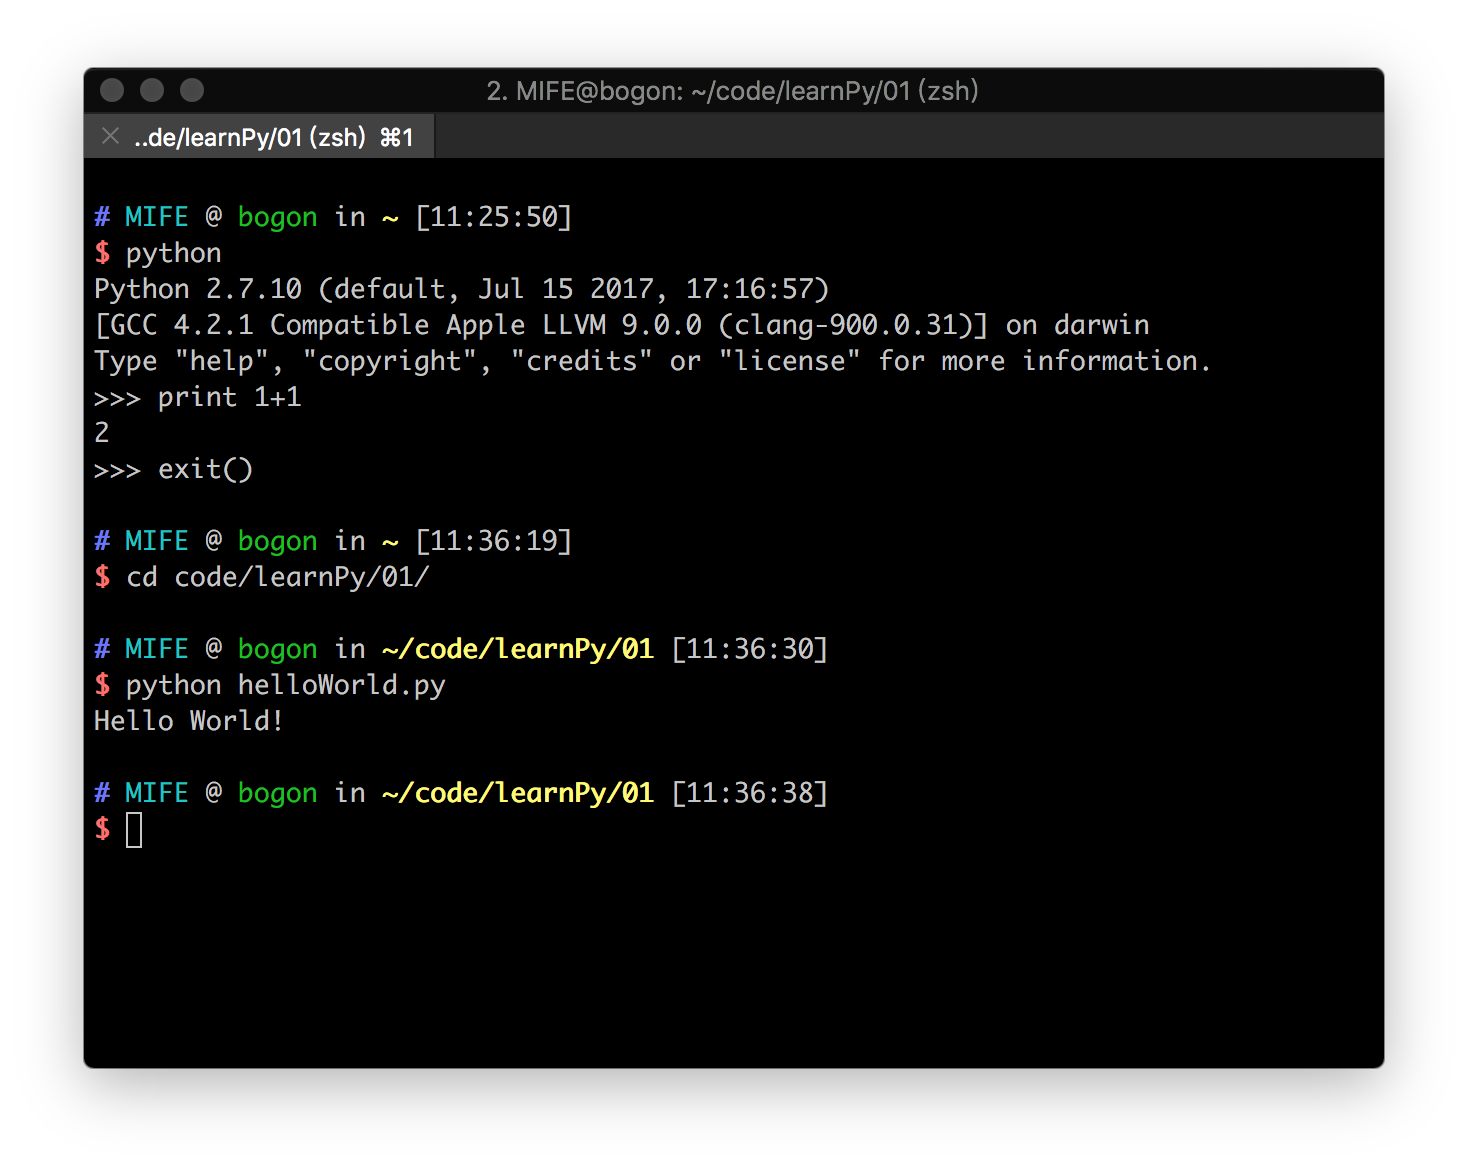 2. MIFE@bogon: ~/code/learnPy/01 (zsh)
..de/learnPy/01 (zsh) ⌘1
# MIFE @ bogon in ~ [11:25:50]
$ python
Python 2.7.10 (default, Jul 15 2017, 17:16:57)
[GCC 4.2.1 Compatible Apple LLVM 9.0.0 (clang-900.0.31)] on darwin
Type "help", "copyright", "credits" or "license" for more information.
>>> print 1+1
2
>>> exit()
# MIFE @ bogon in ~ [11:36:19]
$ cd code/learnPy/01/
# MIFE @ bogon in ~/code/learnPy/01 [11:36:30]
$ python helloWorld.py
Hello World!
# MIFE @ bogon in ~/code/learnPy/01 [11:36:38]
$